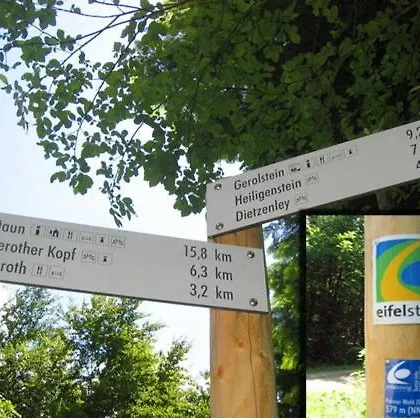 Daun 15,8 km
erother Kopf 6,3 km
roth 3,2 km
Gerolstein 9,
Heiligenstein 7
Dietzenley
eifelst
579 m